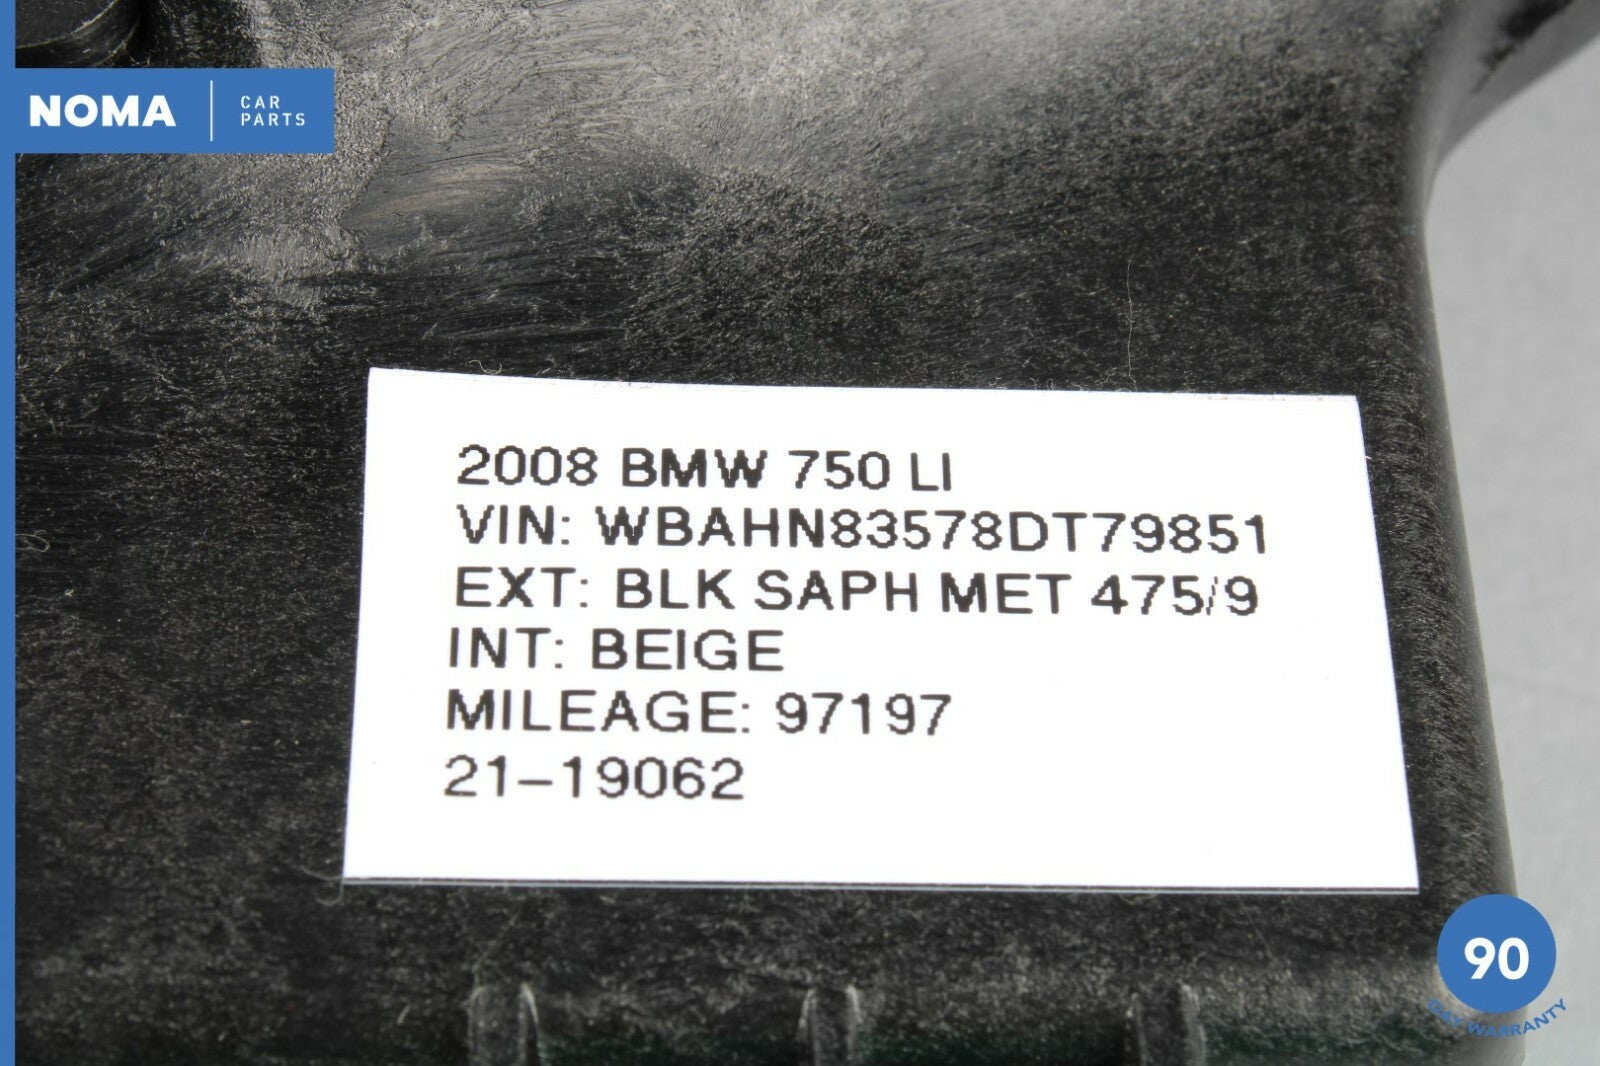 NOMA
CAR
PARTS
2008 BMW 750 LI
VIN: WBAHN83578DT79851
EXT: BLK SAPH MET 475/9
INT: BEIGE
MILEAGE: 97197
21-19062
90
DAY WARRANTY